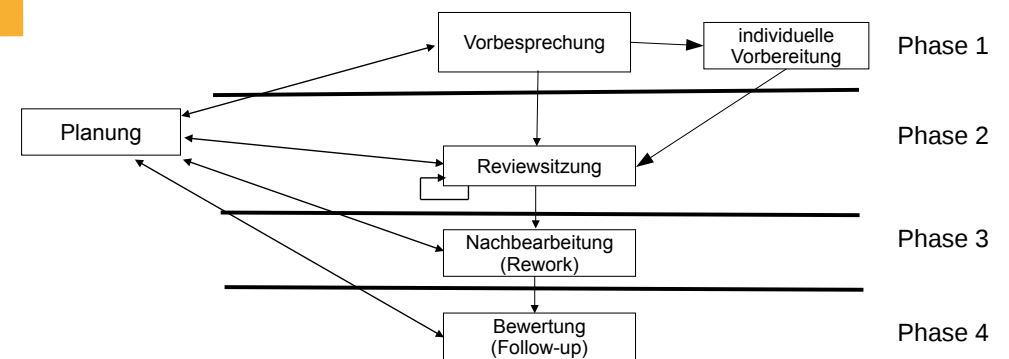 Vorbesprechung
individuelle
Vorbereitung
Phase 1
Planung
Phase 2
Reviewsitzung
Nachbearbeitung
(Rework)
Phase 3
Bewertung
(Follow-up)
Phase 4